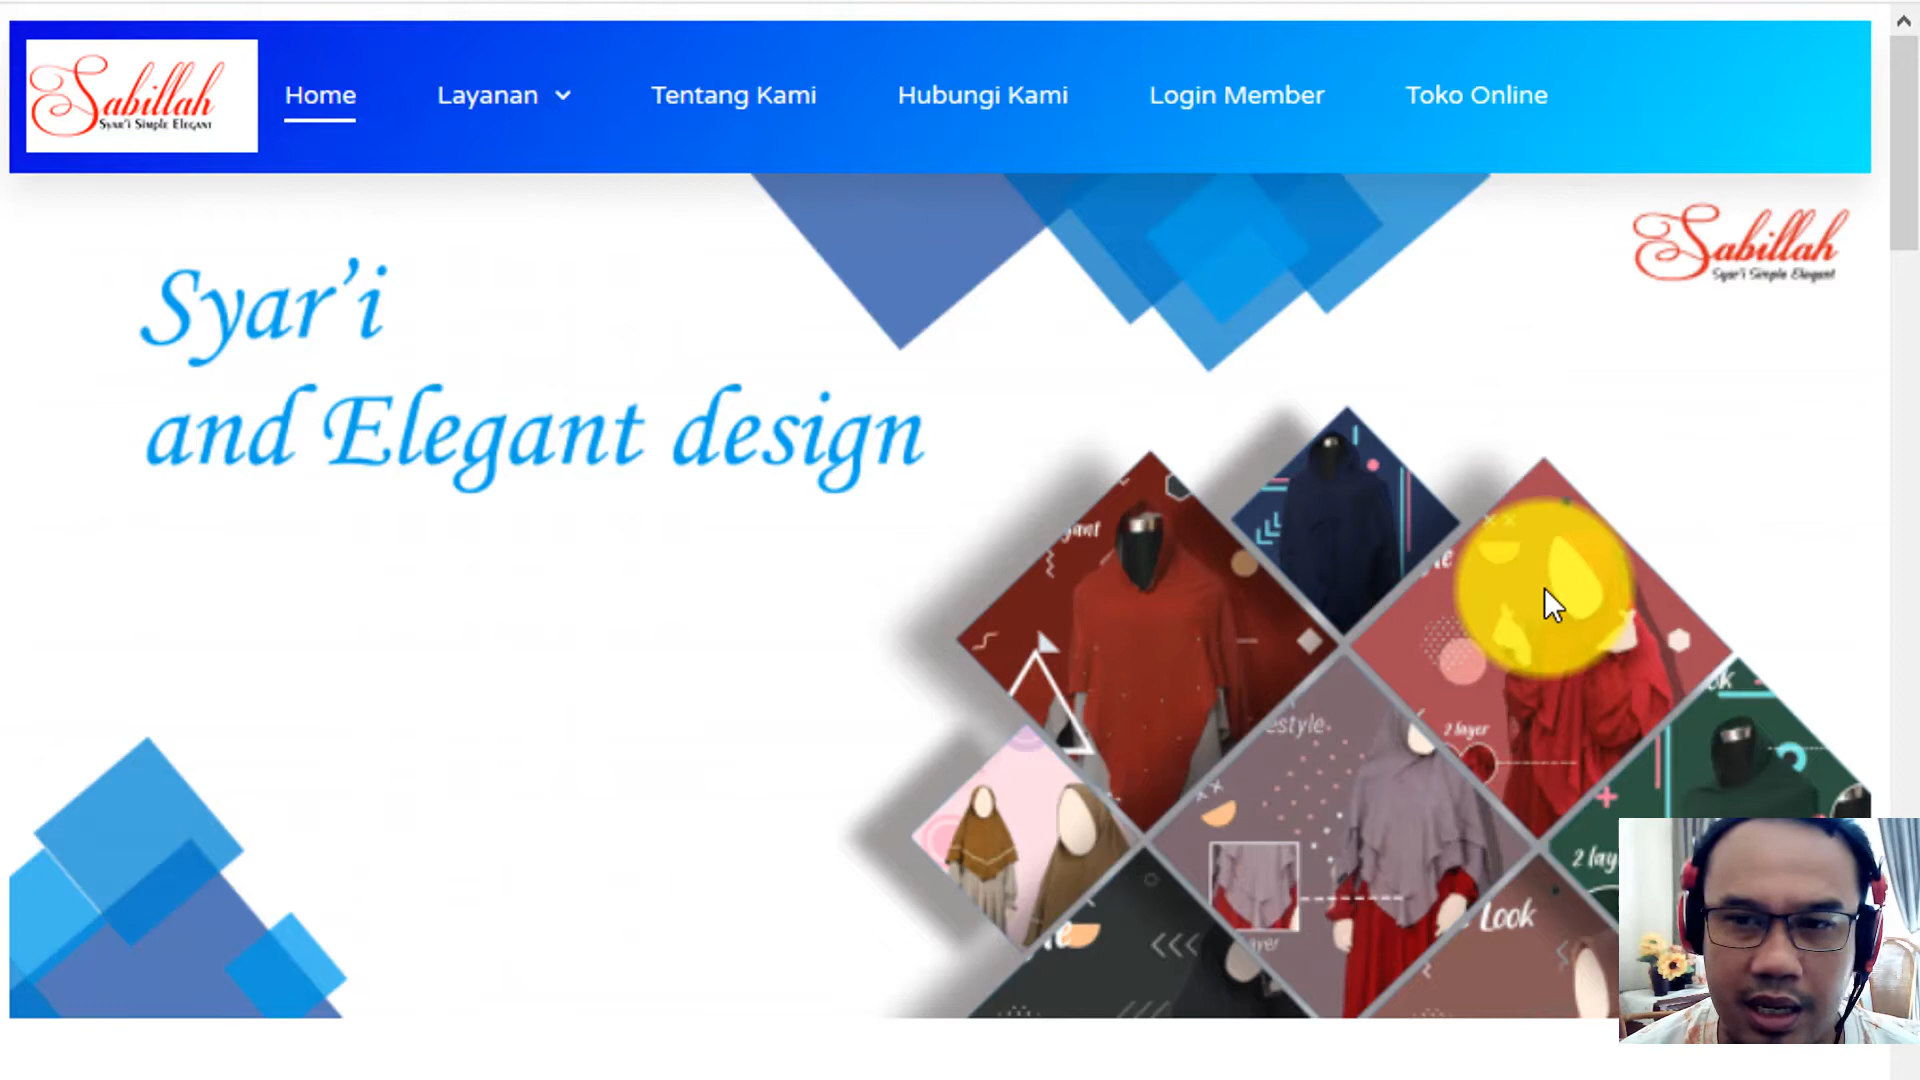 Sabillah
Syar'i Simple Elegant
Home
Layanan
Tentang Kami
Hubungi Kami
Login Member
Toko Online
Sabillah
Syar'i Simple Elegant
Syar'i
and Elegant design
2 layer
estyle
Look